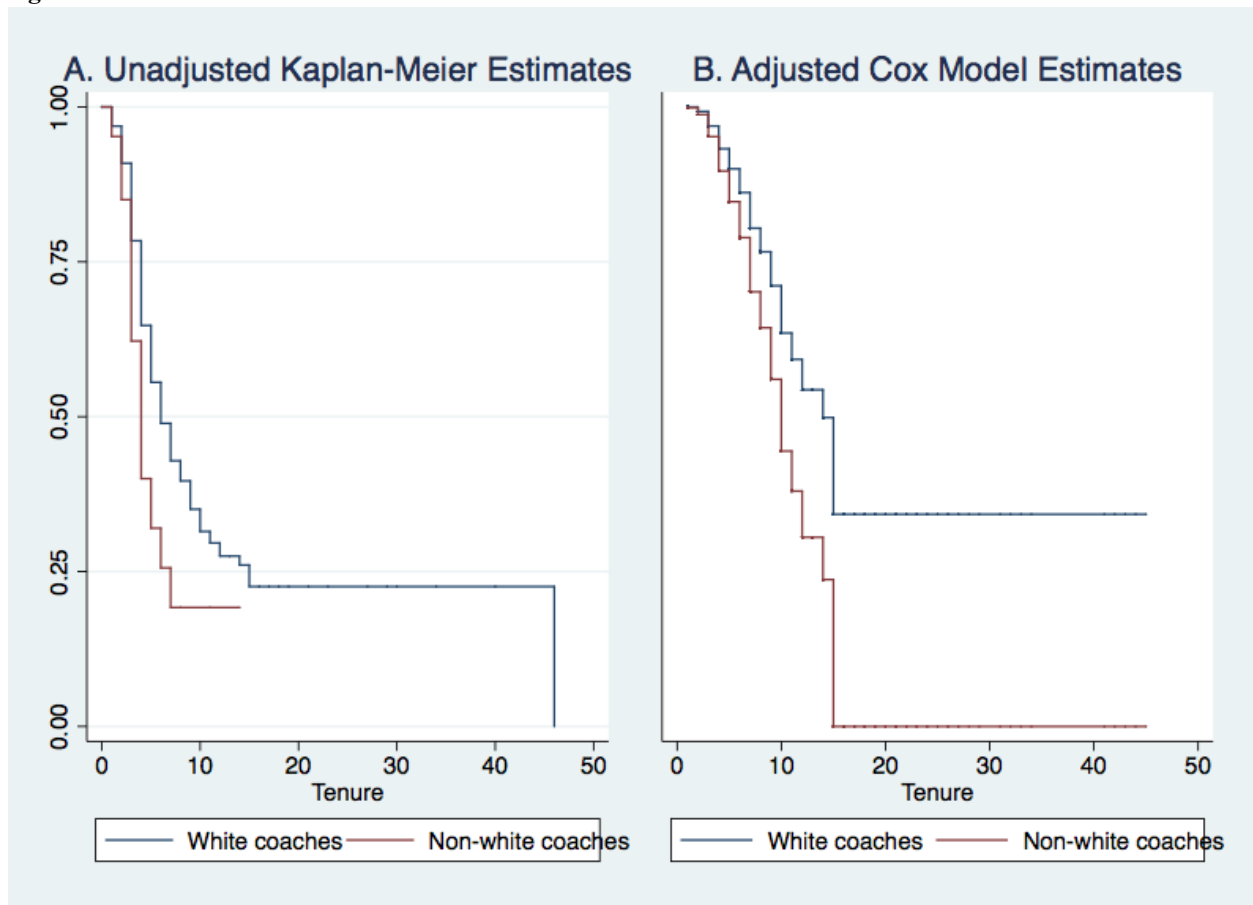 A. Unadjusted Kaplan-Meier Estimates
1.00
0.75
0.50
0.25
0.00
0 10 20 30 40 50
Tenure
White coaches Non-white coaches
B. Adjusted Cox Model Estimates
0 10 20 30 40 50
Tenure
White coaches Non-white coaches